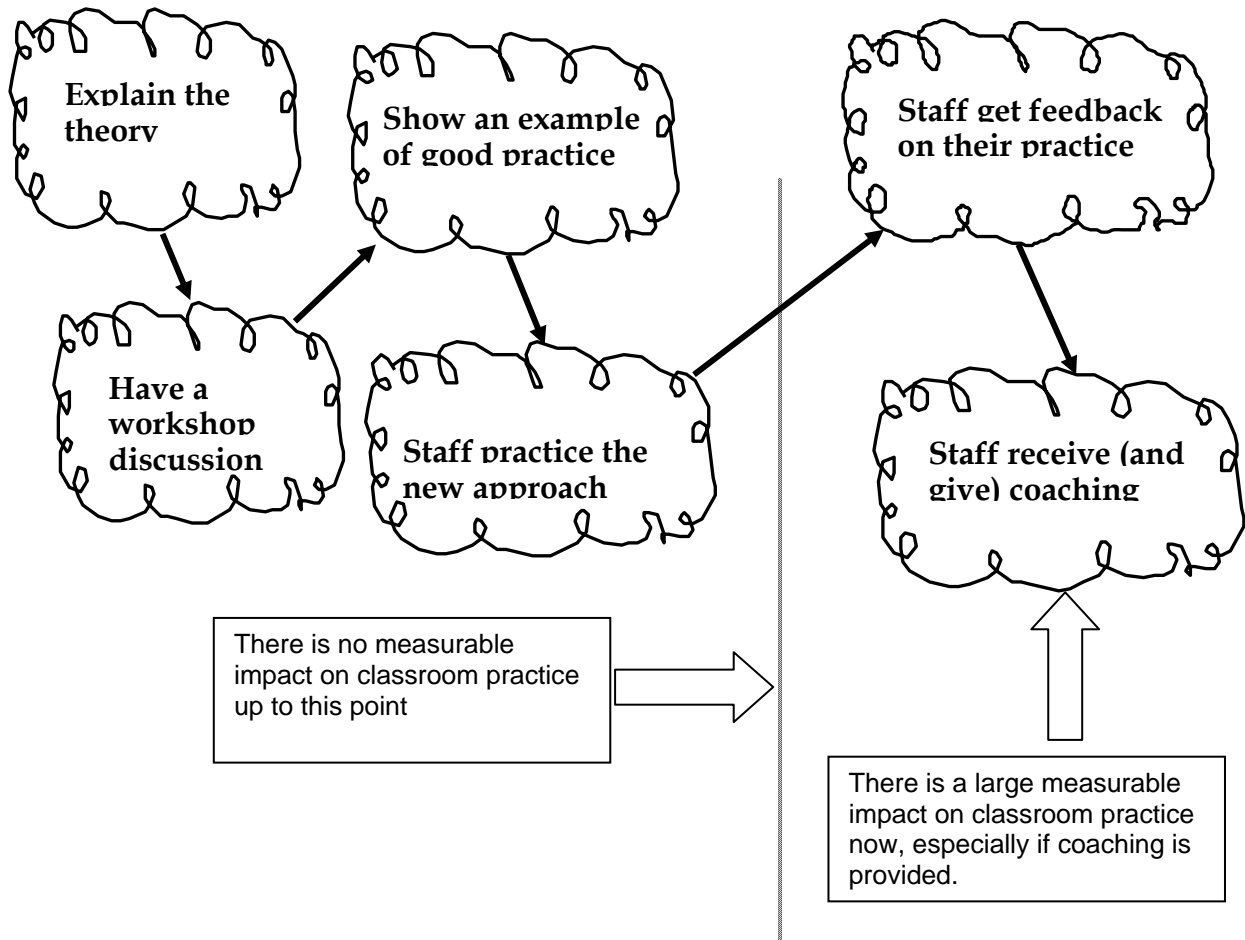 Explain the
theory
Have a
workshop
discussion
Show an example
of good practice
Staff practice the
new approach
Staff get feedback
on their practice
Staff receive (and
give) coaching
There is no measurable
impact on classroom practice
up to this point
There is a large measurable
impact on classroom practice
now, especially if coaching is
provided.